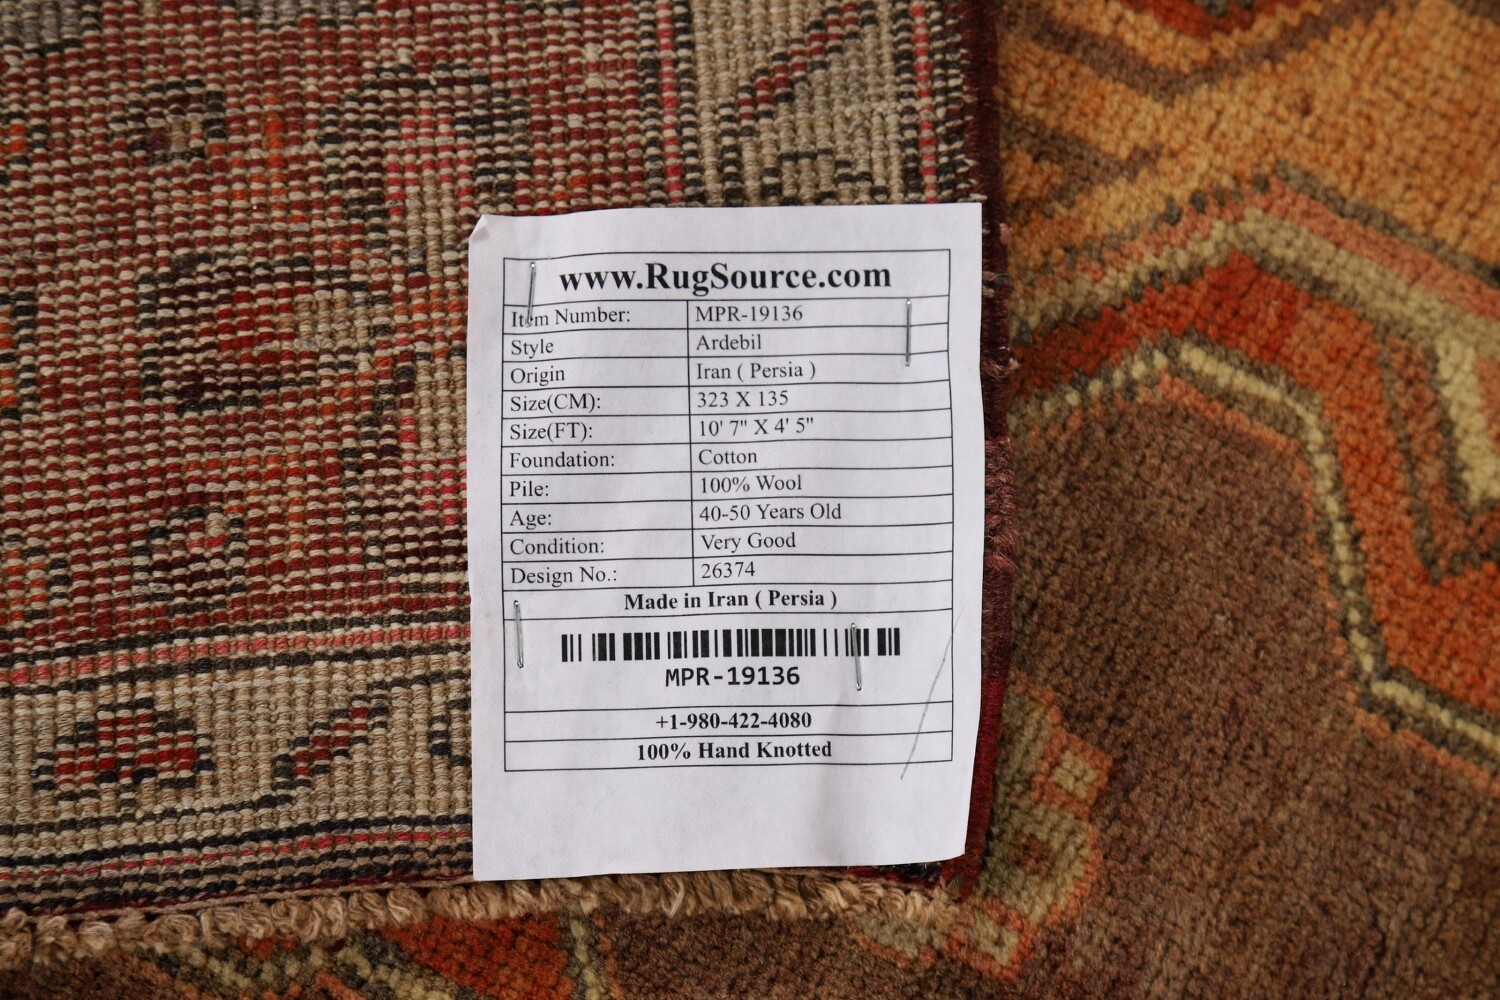 www.RugSource.com
Item Number: MPR-19136
Style Ardebil
Origin Iran ( Persia )
Size(CM): 323 X 135
Size(FT): 10' 7" X 4' 5"
Foundation: Cotton
Pile: 100% Wool
Age: 40-50 Years Old
Condition: Very Good
Design No.: 26374
Made in Iran ( Persia )
MPR-19136
+1-980-422-4080
100% Hand Knotted